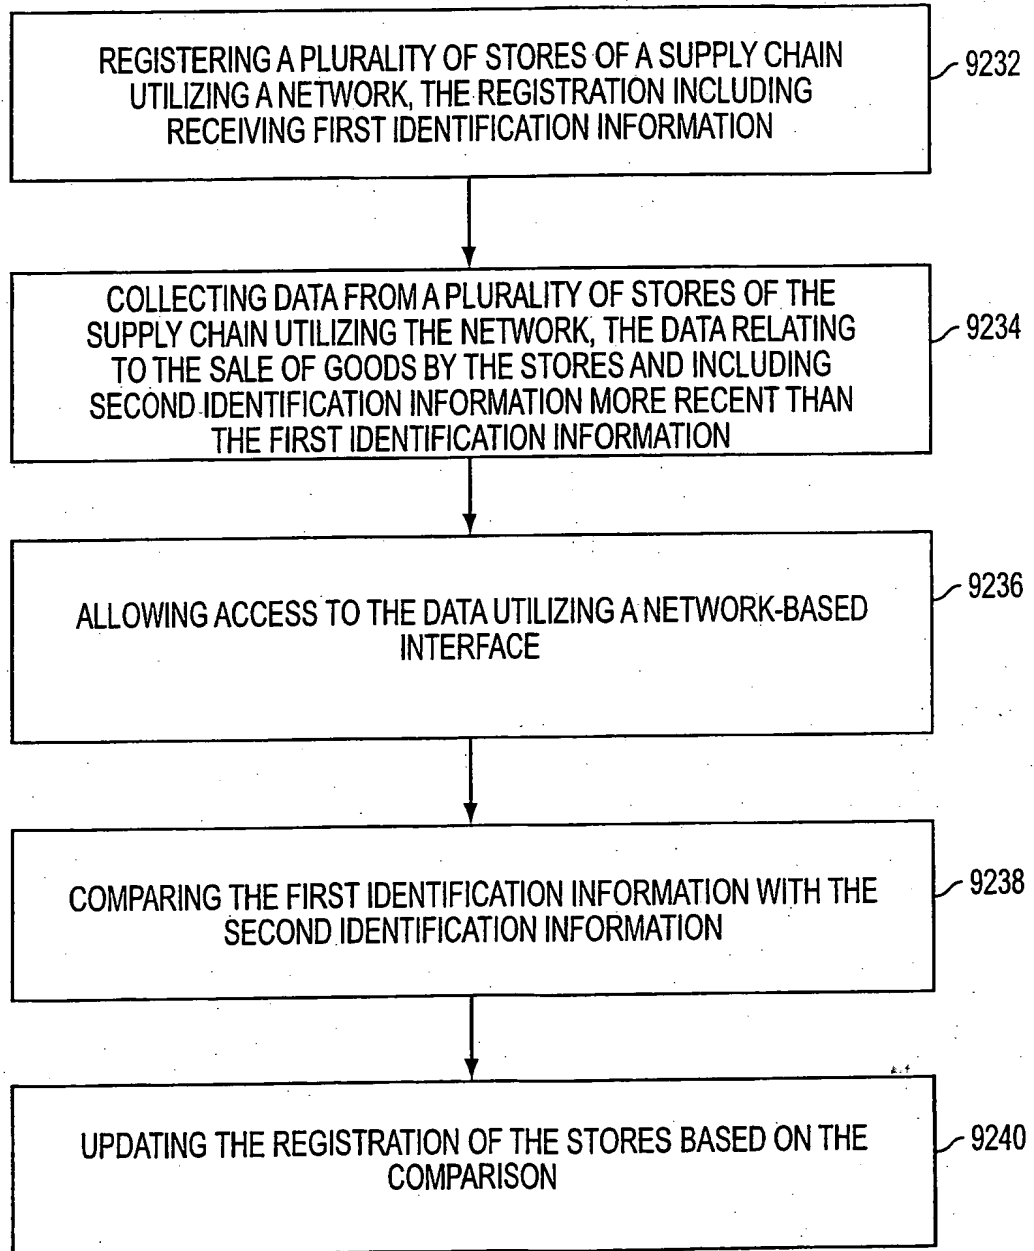 REGISTERING A PLURALITY OF STORES OF A SUPPLY CHAIN
UTILIZING A NETWORK, THE REGISTRATION INCLUDING
RECEIVING FIRST IDENTIFICATION INFORMATION
9232
COLLECTING DATA FROM A PLURALITY OF STORES OF THE
SUPPLY CHAIN UTILIZING THE NETWORK, THE DATA RELATING
TO THE SALE OF GOODS BY THE STORES AND INCLUDING
SECOND IDENTIFICATION INFORMATION MORE RECENT THAN
THE FIRST IDENTIFICATION INFORMATION
9234
ALLOWING ACCESS TO THE DATA UTILIZING A NETWORK-BASED
INTERFACE
9236
COMPARING THE FIRST IDENTIFICATION INFORMATION WITH THE
SECOND IDENTIFICATION INFORMATION
9238
UPDATING THE REGISTRATION OF THE STORES BASED ON THE
COMPARISON
9240